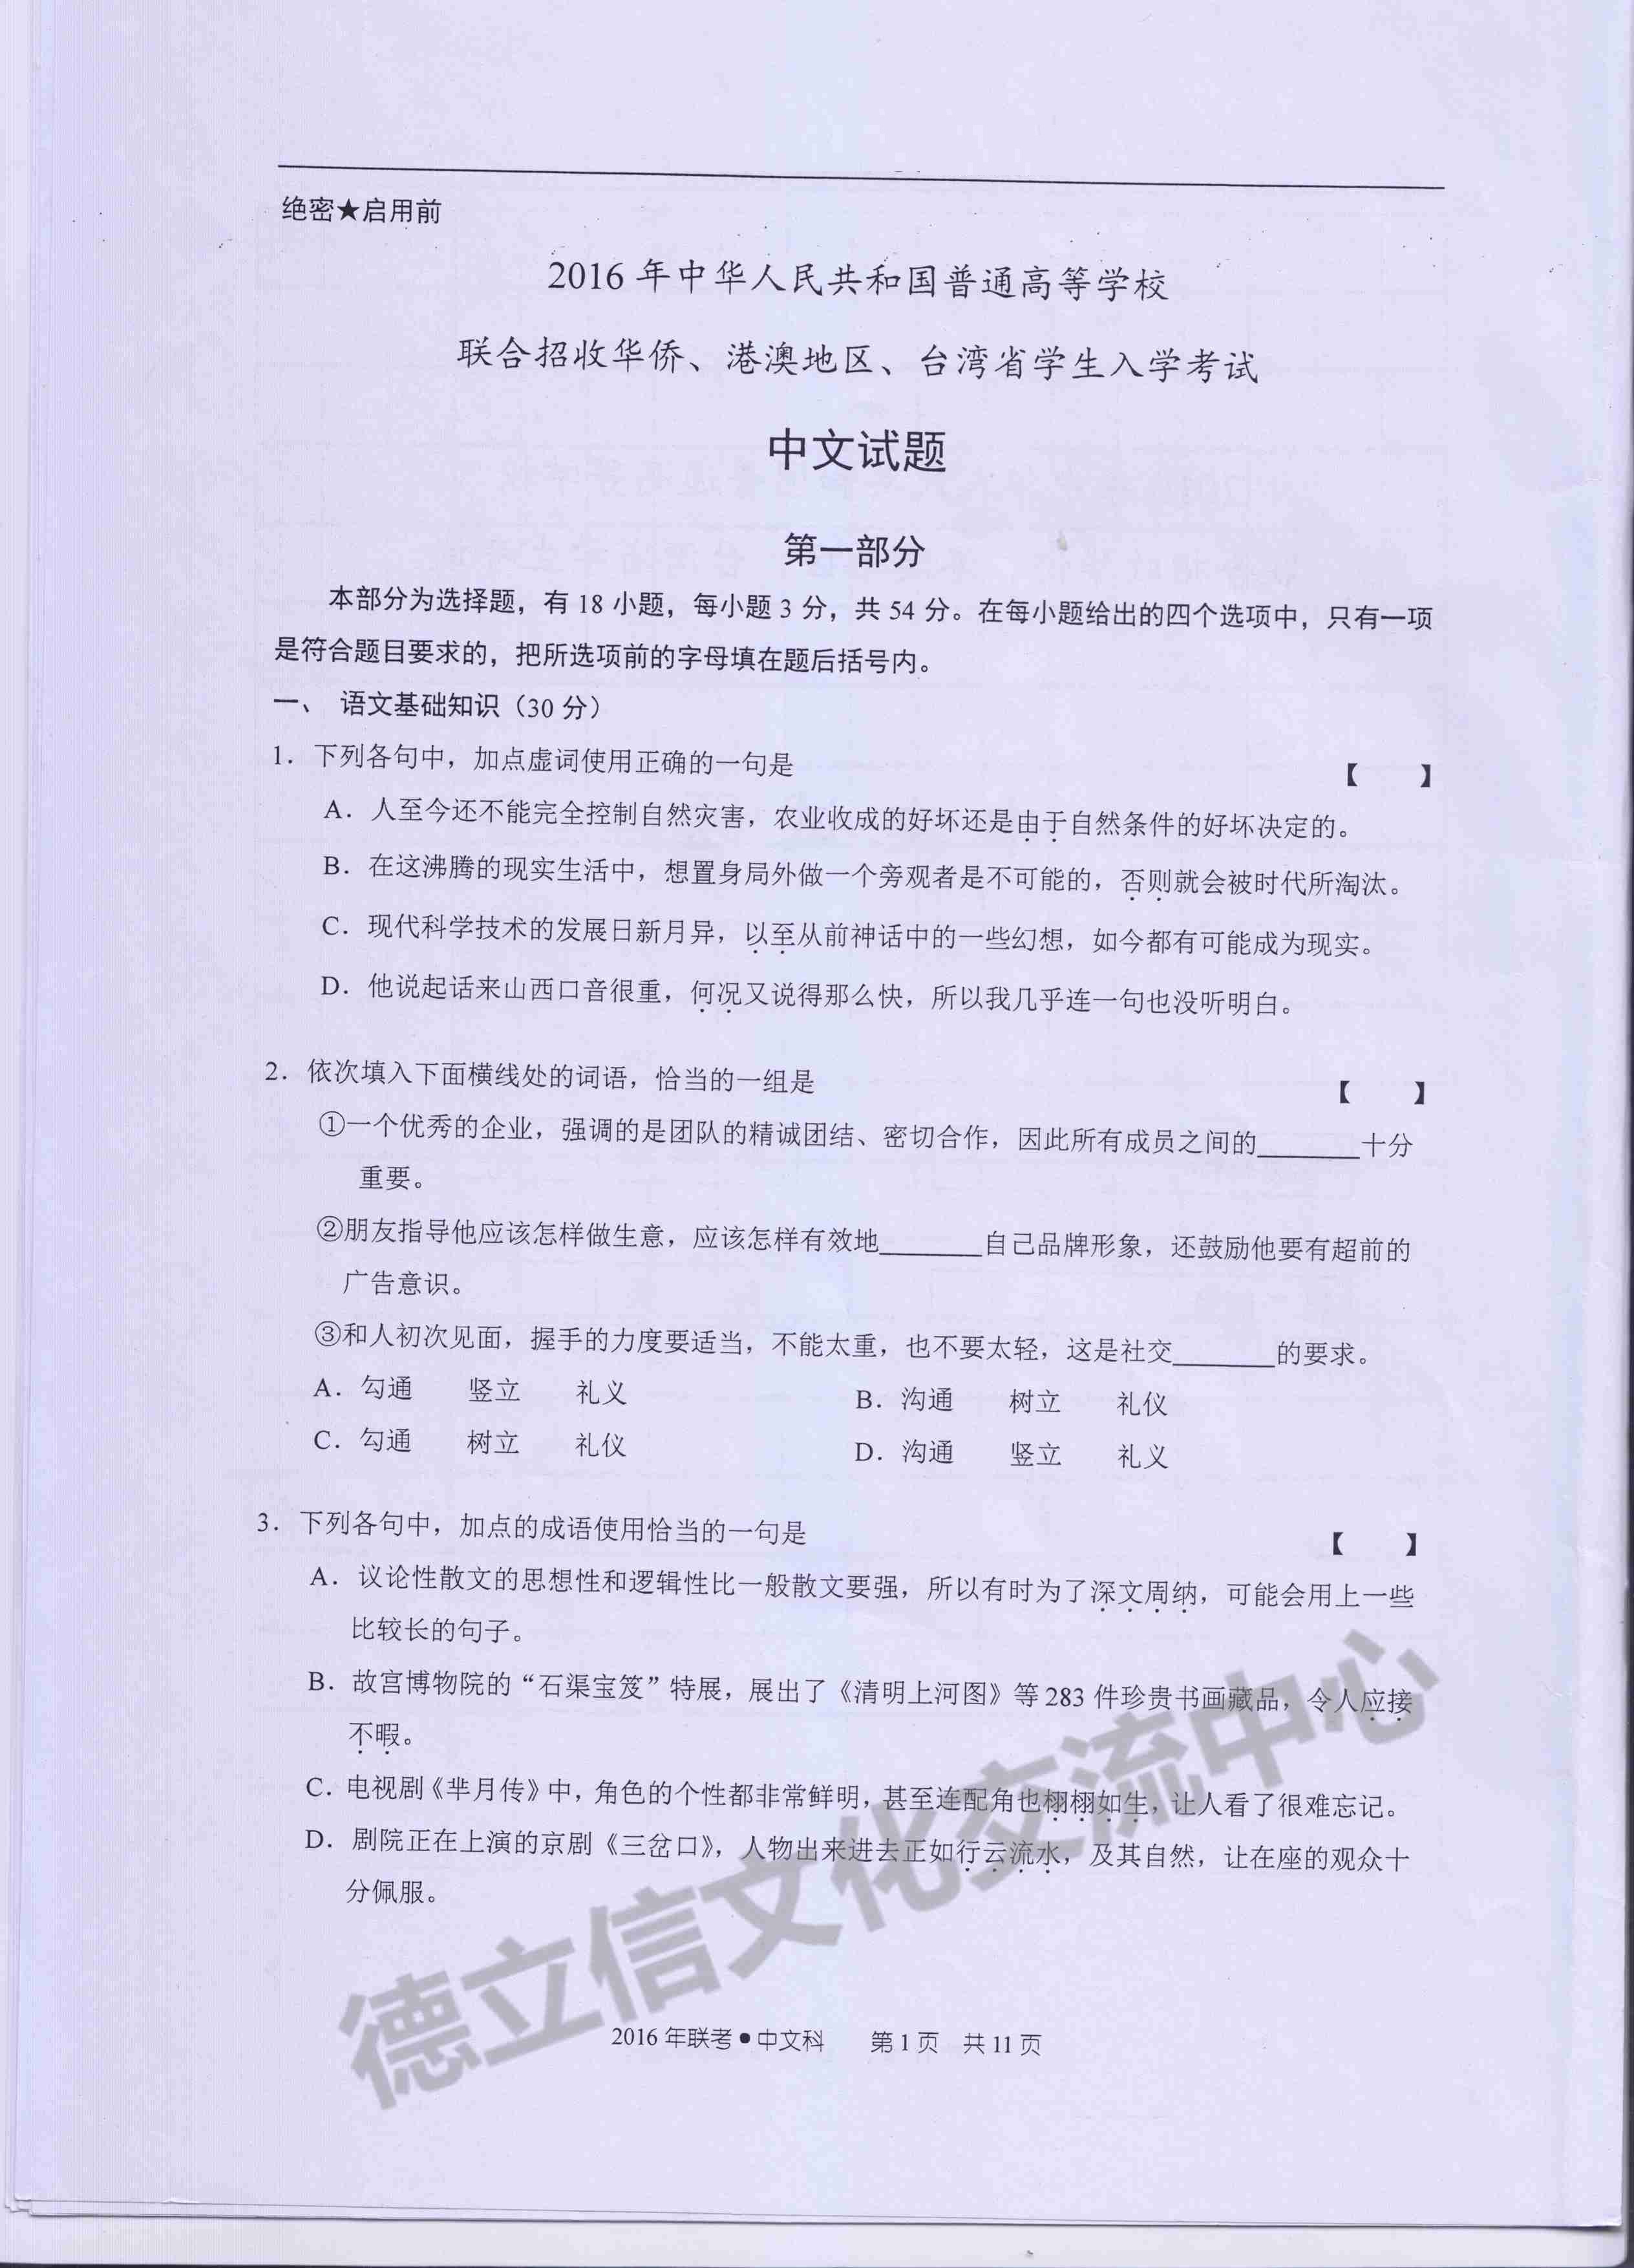 绝密★启用前
2016年中华人民共和国普通高等学校
联合招收华侨、港澳地区、台湾省学生入学考试
中文试题
第一部分
本部分为选择题，有18小题，每小题3分，共54分。在每小题给出的四个选项中，只有一项
是符合题目要求的，把所选项前的字母填在题后括号内。
一、 语文基础知识（30分）
1．下列各句中，加点虚词使用正确的一句是 【 】
A．人至今还不能完全控制自然灾害，农业收成的好坏还是由于自然条件的好坏决定的。
B．在这沸腾的现实生活中，想置身局外做一个旁观者是不可能的，否则就会被时代所淘汰。
C．现代科学技术的发展日新月异，以至从前神话中的一些幻想，如今都有可能成为现实。
D．他说起话来山西口音很重，何况又说得那么快，所以我几乎连一句也没听明白。
2．依次填入下面横线处的词语，恰当的一组是 【 】
①一个优秀的企业，强调的是团队的精诚团结、密切合作，因此所有成员之间的________十分
重要。
②朋友指导他应该怎样做生意，应该怎样有效地________自己品牌形象，还鼓励他要有超前的
广告意识。
③和人初次见面，握手的力度要适当，不能太重，也不要太轻，这是社交________的要求。
A．勾通 竖立 礼义 B．沟通 树立 礼仪
C．勾通 树立 礼仪 D．沟通 竖立 礼义
3．下列各句中，加点的成语使用恰当的一句是 【 】
A．议论性散文的思想性和逻辑性比一般散文要强，所以有时为了深文周纳，可能会用上一些
比较长的句子。
B．故宫博物院的“石渠宝笈”特展，展出了《清明上河图》等283件珍贵书画藏品，令人应接
不暇。
C．电视剧《芈月传》中，角色的个性都非常鲜明，甚至连配角也栩栩如生，让人看了很难忘记。
D．剧院正在上演的京剧《三岔口》，人物出来进去正如行云流水，及其自然，让在座的观众十
分佩服。
德立信文化交流中心
2016年联考●中文科 第1页 共11页